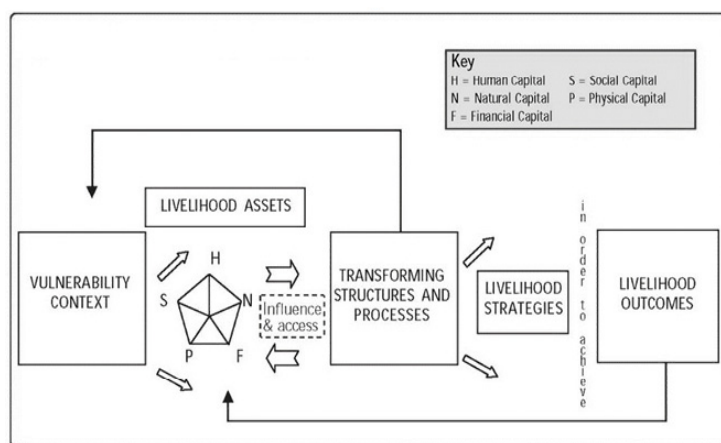 Key
H = Human Capital S = Social Capital
N = Natural Capital P = Physical Capital
F = Financial Capital
LIVELIHOOD ASSETS
VULNERABILITY
CONTEXT
H
S
N
P
F
Influence
& access
TRANSFORMING
STRUCTURES AND
PROCESSES
LIVELIHOOD
STRATEGIES
in order to achieve
LIVELIHOOD
OUTCOMES